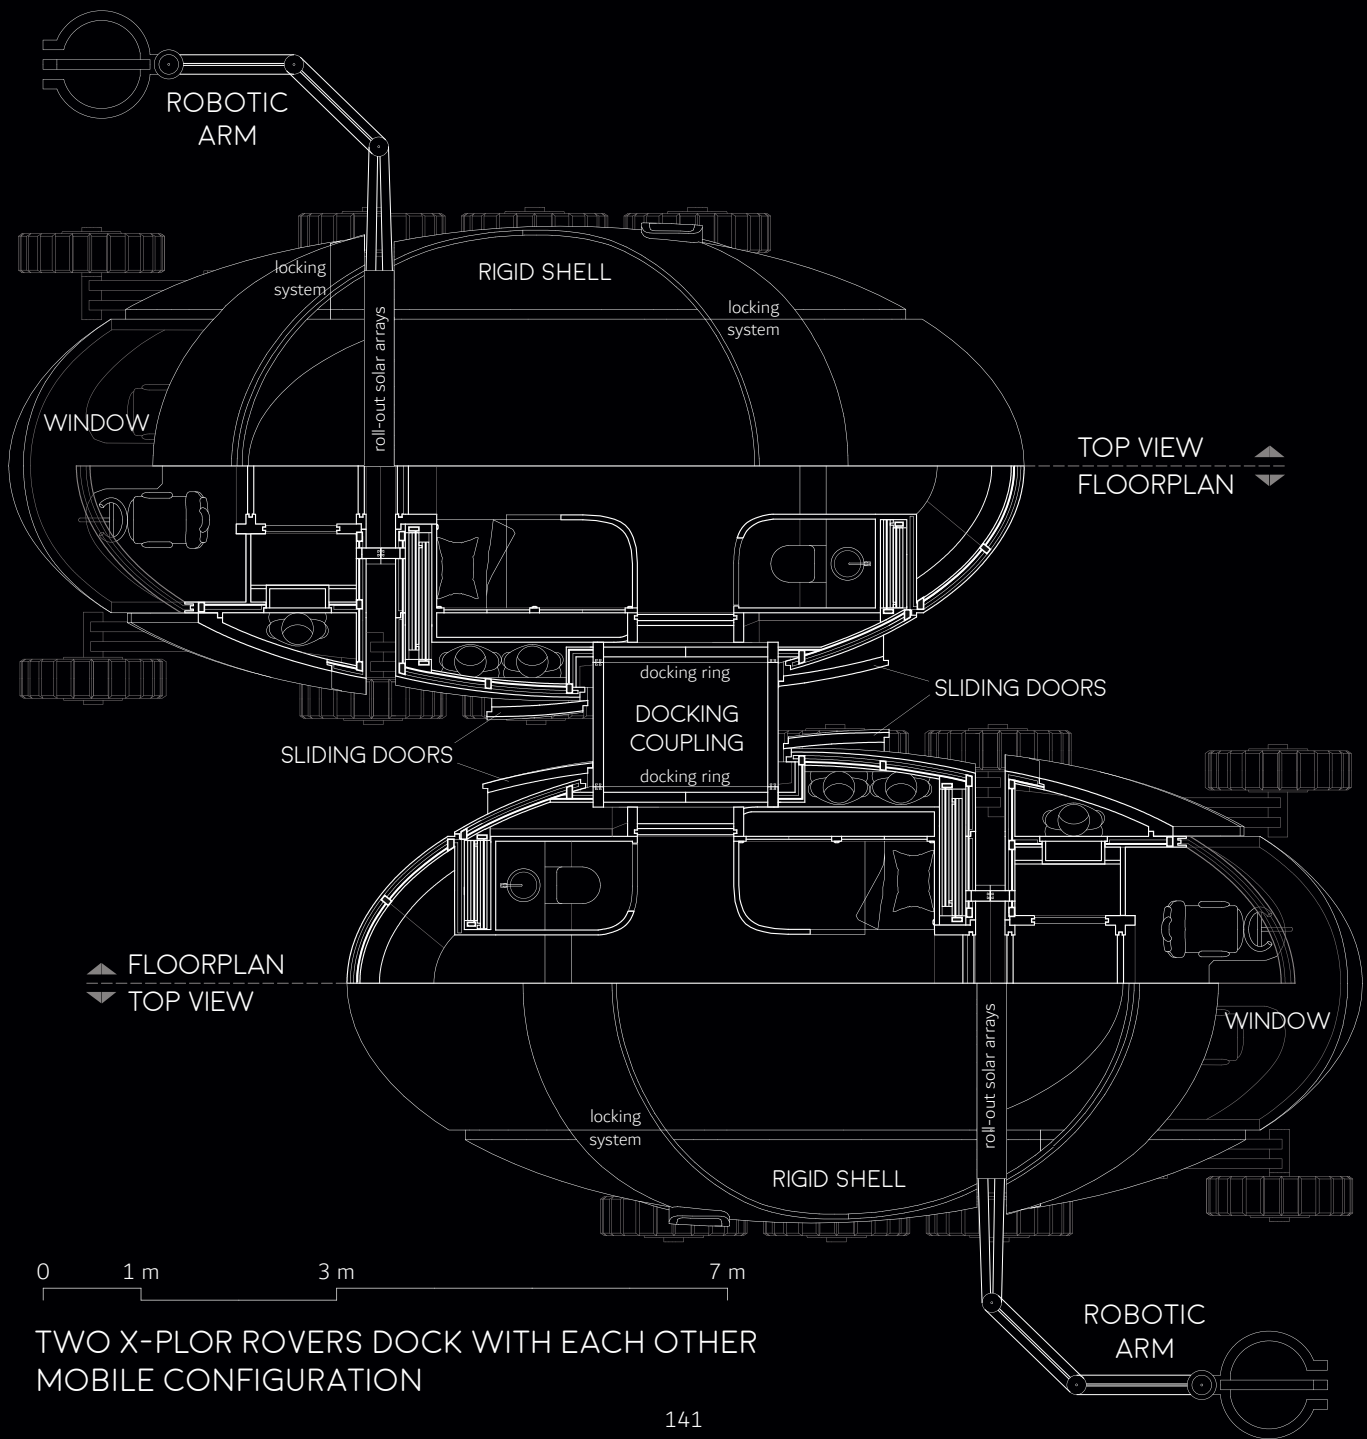 ROBOTIC
ARM
RIGID SHELL
locking
system
locking
system
roll-out solar arrays
WINDOW
TOP VIEW
FLOORPLAN
docking ring
SLIDING DOORS
DOCKING
COUPLING
SLIDING DOORS
docking ring
FLOORPLAN
TOP VIEW
WINDOW
roll-out solar arrays
locking
system
RIGID SHELL
0 1 m 3 m 7 m
ROBOTIC
ARM
TWO X-PLOR ROVERS DOCK WITH EACH OTHER
MOBILE CONFIGURATION
141